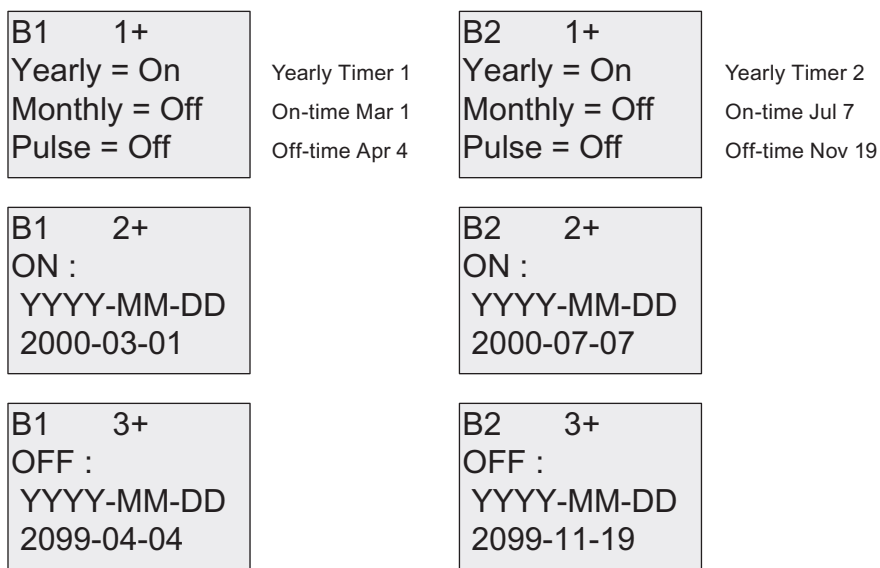 B1 1+
Yearly = On
Monthly = Off
Pulse = Off
Yearly Timer 1
On-time Mar 1
Off-time Apr 4
B2 1+
Yearly = On
Monthly = Off
Pulse = Off
Yearly Timer 2
On-time Jul 7
Off-time Nov 19
B1 2+
ON :
YYYY-MM-DD
2000-03-01
B2 2+
ON :
YYYY-MM-DD
2000-07-07
B1 3+
OFF :
YYYY-MM-DD
2099-04-04
B2 3+
OFF :
YYYY-MM-DD
2099-11-19